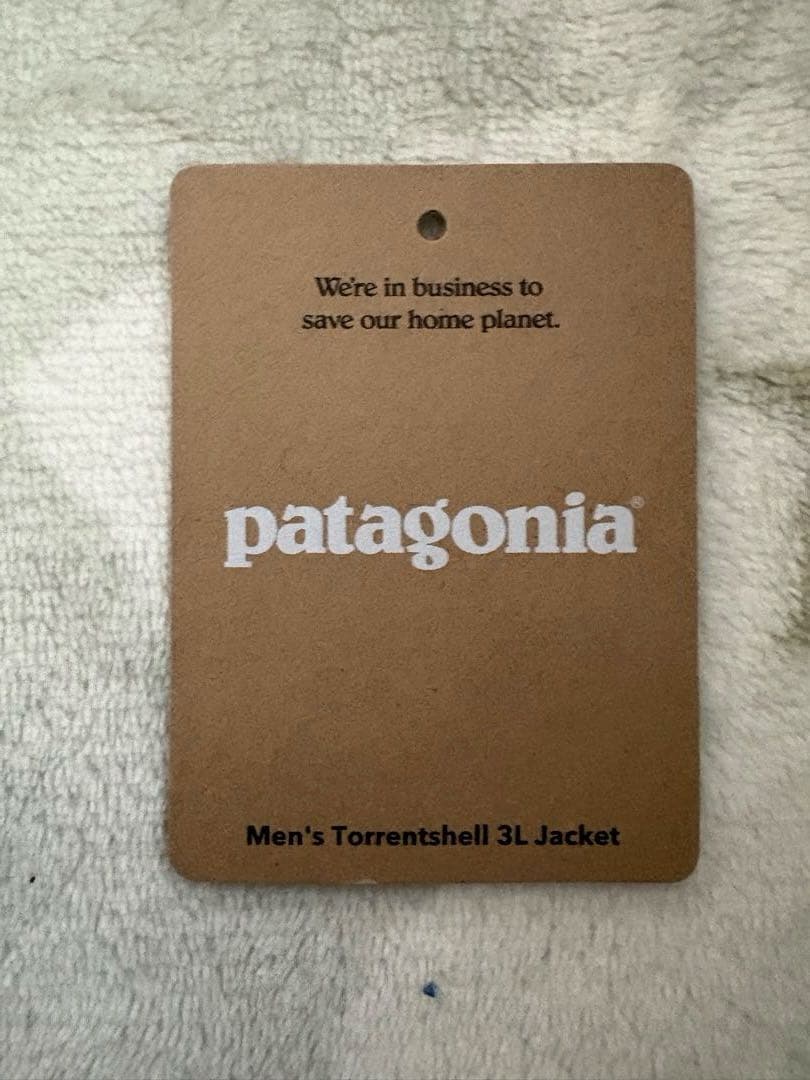 We're in business to
save our home planet.
patagonia®
Men's Torrentshell 3L Jacket